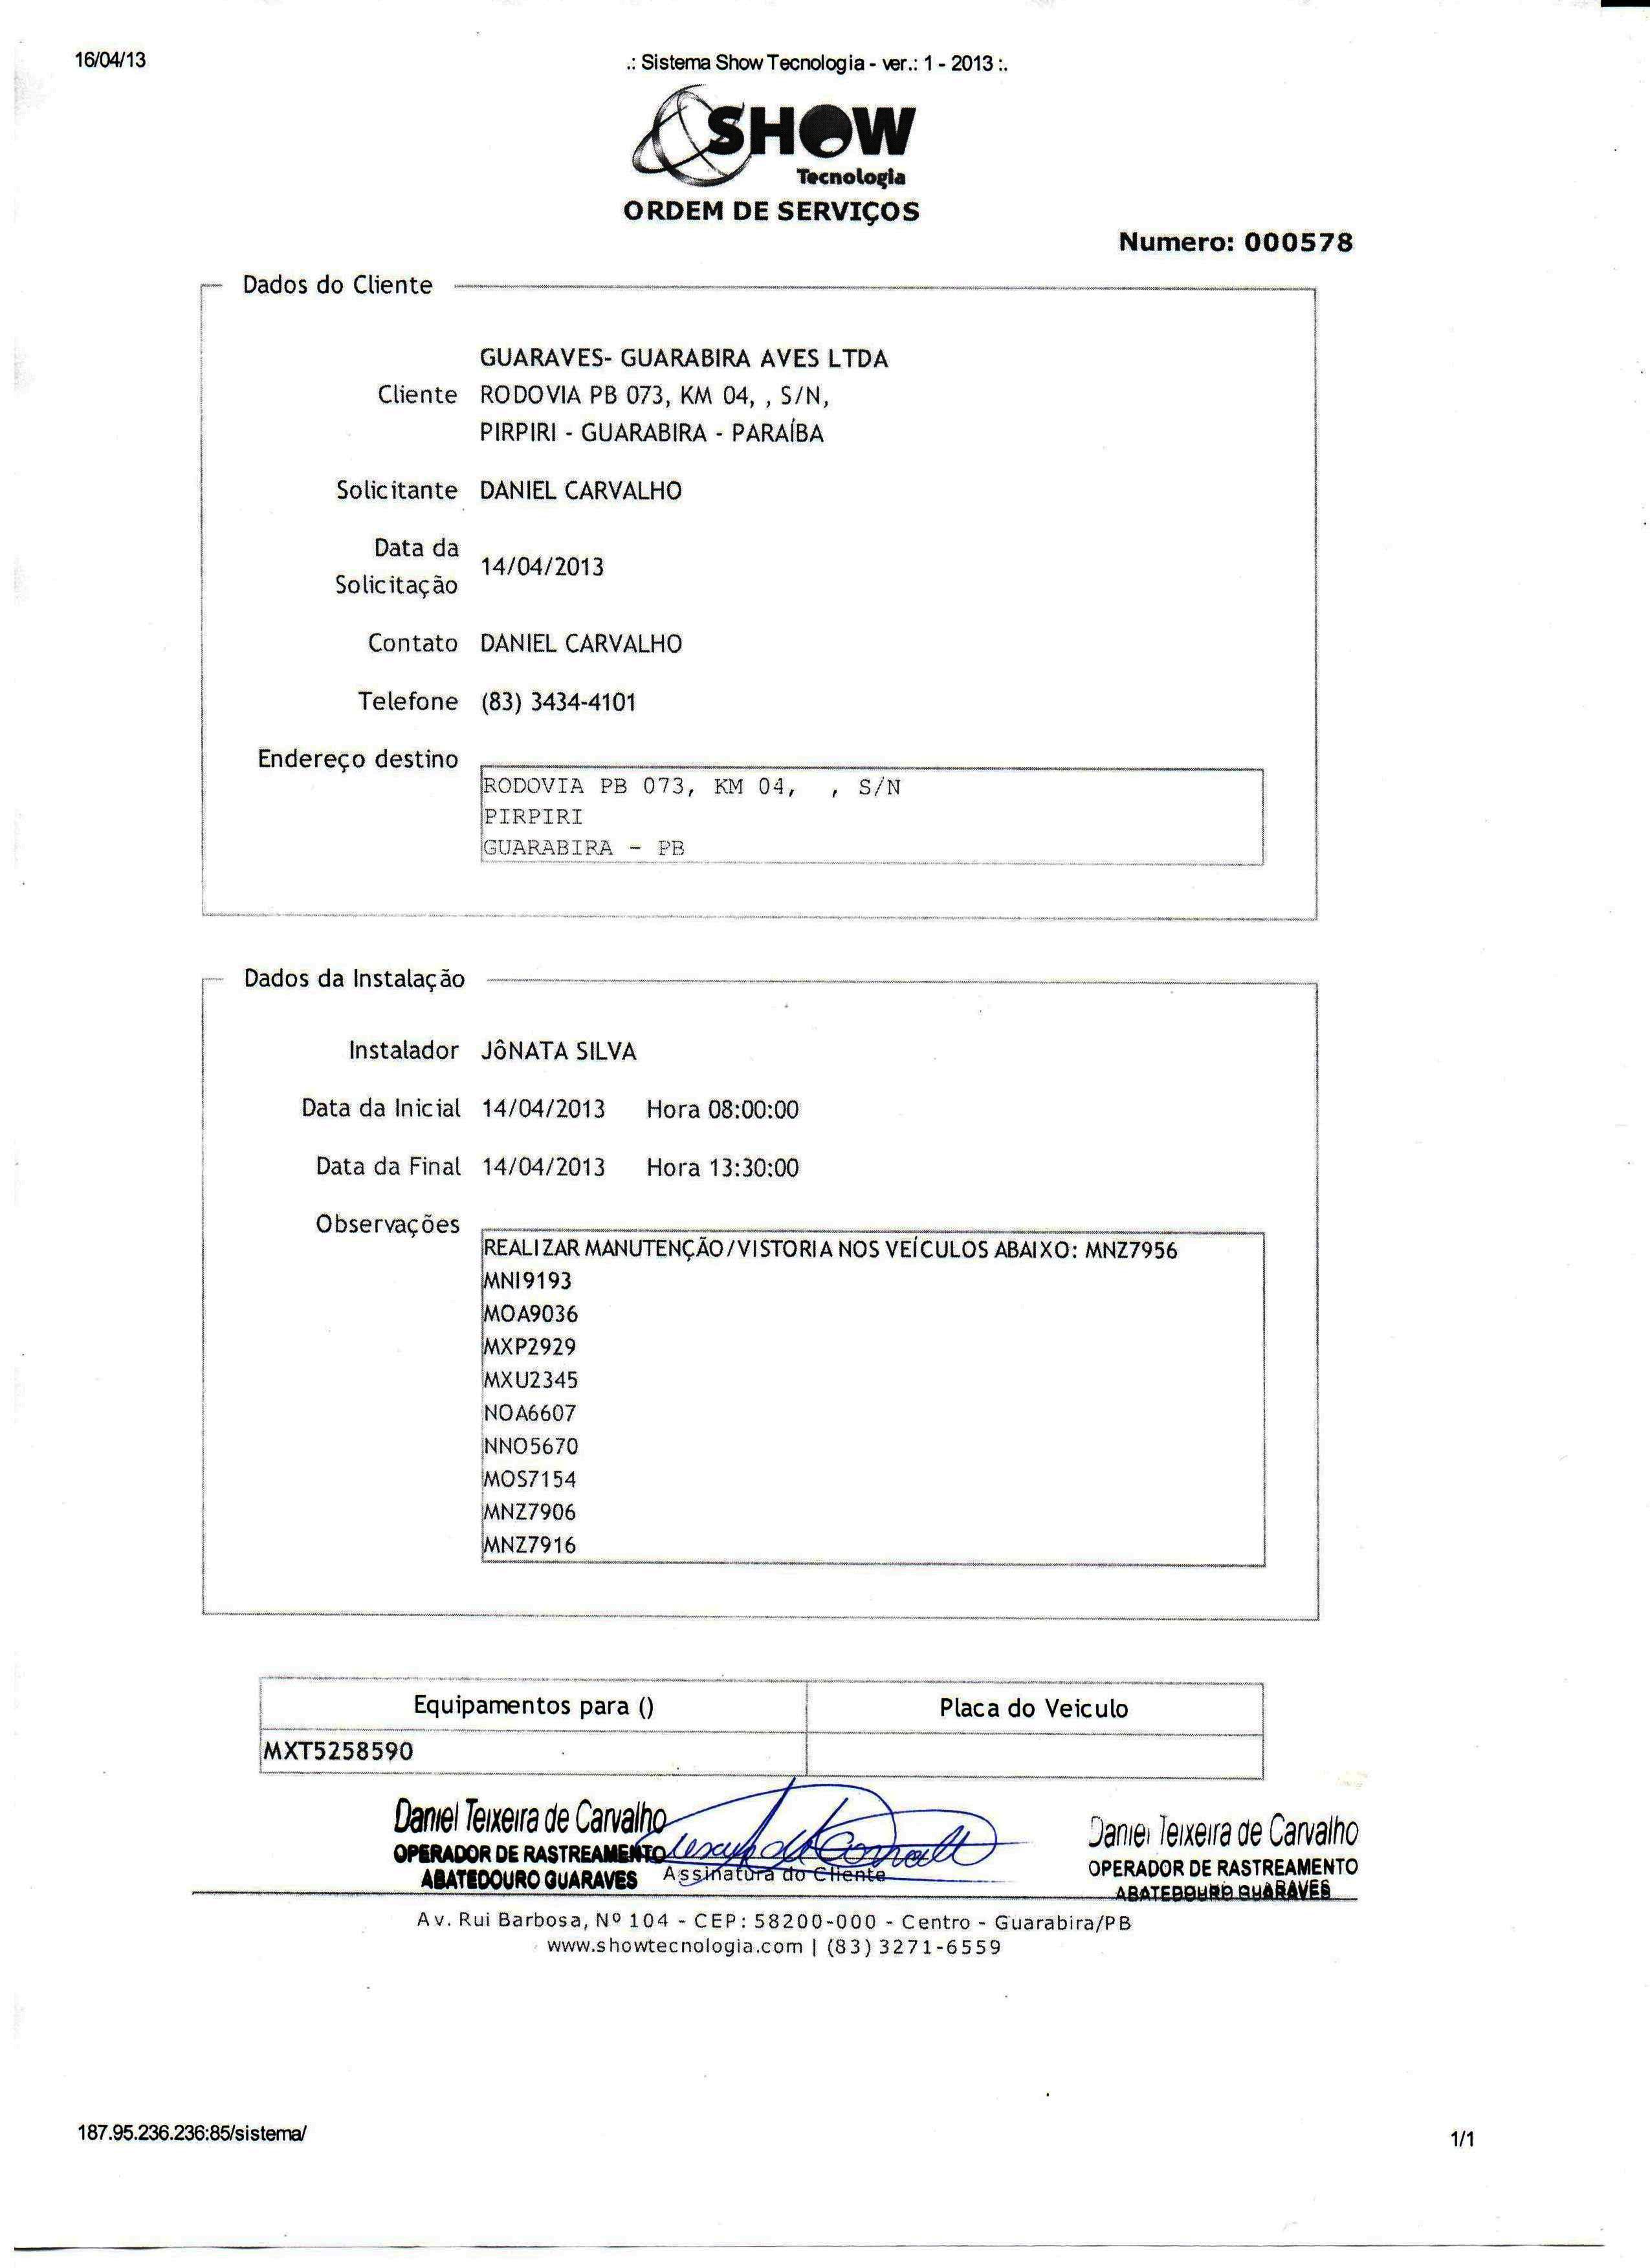 16/04/13
.: Sistema Show Tecnologia - ver.: 1 - 2013 :.
SHOW
Tecnologia
ORDEM DE SERVIÇOS
Numero: 000578
Dados do Cliente
GUARAVES- GUARABIRA AVES LTDA
Cliente RODOVIA PB 073, KM 04, , S/N,
PIRPIRI - GUARABIRA - PARAÍBA
Solicitante DANIEL CARVALHO
Data da
Solicitação 14/04/2013
Contato DANIEL CARVALHO
Telefone (83) 3434-4101
Endereço destino
RODOVIA PB 073, KM 04, , S/N
PIRPIRI
GUARABIRA - PB
Dados da Instalação
Instalador JôNATA SILVA
Data da Inicial 14/04/2013 Hora 08:00:00
Data da Final 14/04/2013 Hora 13:30:00
Observações
REALIZAR MANUTENÇÃO/VISTORIA NOS VEÍCULOS ABAIXO: MNZ7956
MNI9193
MOA9036
MXP2929
MXU2345
NOA6607
NNO5670
MOS7154
MNZ7906
MNZ7916
Equipamentos para () Placa do Veiculo
MXT5258590
Daniel Teixeira de Carvalho
OPERADOR DE RASTREAMENTO
ABATEDOURO GUARAVES
Assinatura do Cliente
Daniel Teixeira de Carvalho
OPERADOR DE RASTREAMENTO
ABATEDOURO GUARAVES
Av. Rui Barbosa, Nº 104 - CEP: 58200-000 - Centro - Guarabira/PB
www.showtecnologia.com | (83) 3271-6559
187.95.236.236:85/sistema/
1/1